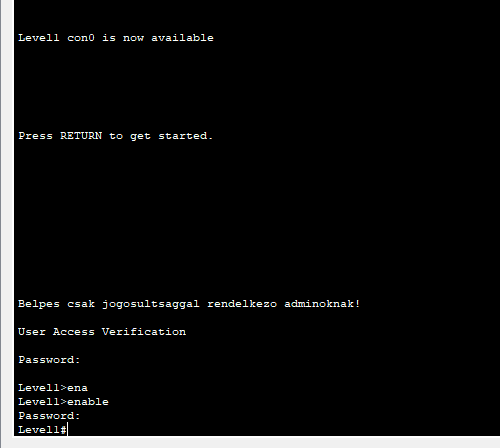 Level1 con0 is now available
Press RETURN to get started.
Belpes csak jogosultsaggal rendelkezo adminoknak!
User Access Verification
Password:
Level1>ena
Level1>enable
Password:
Level1#